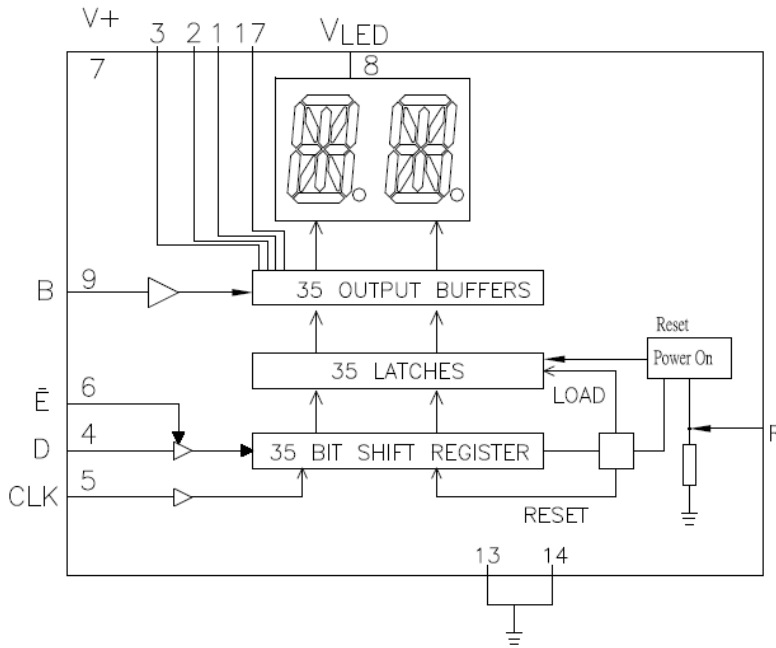 V+
3 2 1 17
VLED
7
8
B
9
35 OUTPUT BUFFERS
Reset
Power On
35 LATCHES
LOAD
Ē
6
D
4
35 BIT SHIFT REGISTER
CLK
5
RESET
13 14